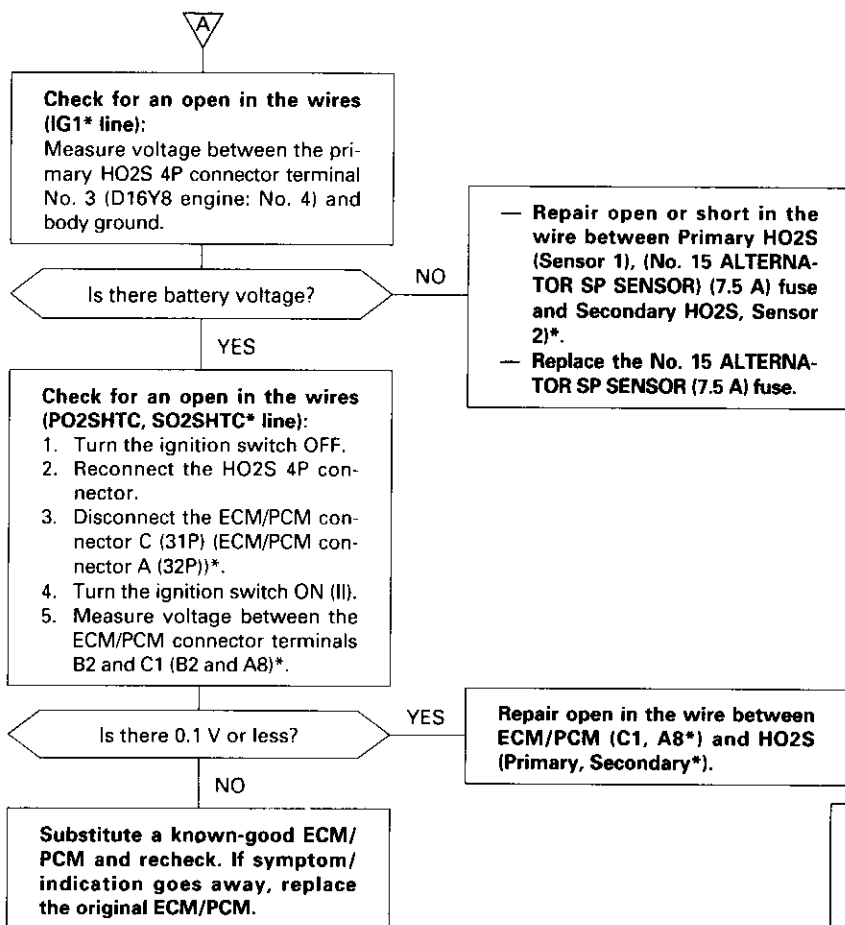 A
Check for an open in the wires
(IG1* line):
Measure voltage between the pri-
mary HO2S 4P connector terminal
No. 3 (D16Y8 engine: No. 4) and
body ground.
Is there battery voltage?
NO
— Repair open or short in the
wire between Primary HO2S
(Sensor 1), (No. 15 ALTERNA-
TOR SP SENSOR) (7.5 A) fuse
and Secondary HO2S, Sensor
2)*.
— Replace the No. 15 ALTERNA-
TOR SP SENSOR (7.5 A) fuse.
YES
Check for an open in the wires
(PO2SHTC, SO2SHTC* line):
1. Turn the ignition switch OFF.
2. Reconnect the HO2S 4P con-
nector.
3. Disconnect the ECM/PCM con-
nector C (31P) (ECM/PCM con-
nector A (32P))*.
4. Turn the ignition switch ON (II).
5. Measure voltage between the
ECM/PCM connector terminals
B2 and C1 (B2 and A8)*.
Is there 0.1 V or less?
YES
Repair open in the wire between
ECM/PCM (C1, A8*) and HO2S
(Primary, Secondary*).
NO
Substitute a known-good ECM/
PCM and recheck. If symptom/
indication goes away, replace
the original ECM/PCM.